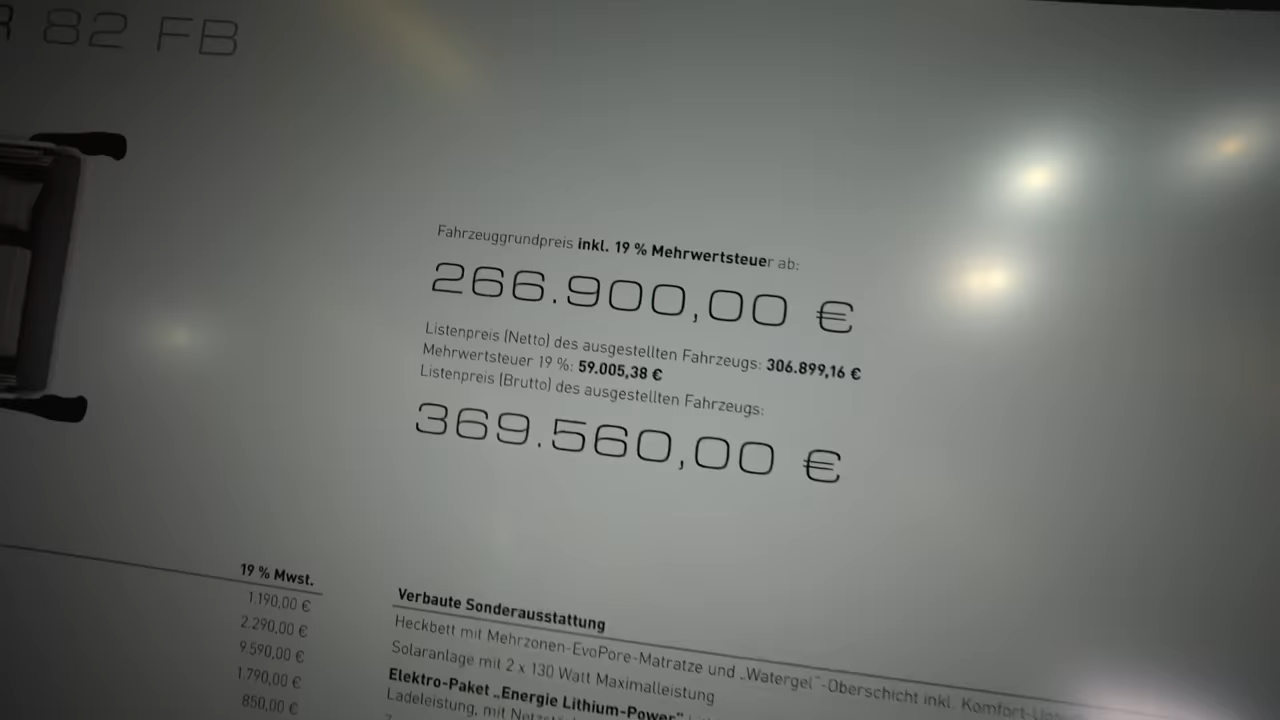 82 FB
Fahrzeuggrundpreis inkl. 19 % Mehrwertsteuer ab:
266.900,00 €
Listenpreis (Netto) des ausgestellten Fahrzeugs: 306.899,16 €
Mehrwertsteuer 19 %: 59.005,38 €
Listenpreis (Brutto) des ausgestellten Fahrzeugs:
369.560,00 €
19 % Mwst.
1.190,00 €
2.290,00 €
9.590,00 €
1.790,00 €
850,00 €
Verbaute Sonderausstattung
Heckbett mit Mehrzonen-EvoPore-Matratze und „Watergel"-Oberschicht inkl.
Solaranlage mit 2 x 130 Watt Maximalleistung
Elektro-Paket „Energie Lithium-Power"
Ladeleistung, mit